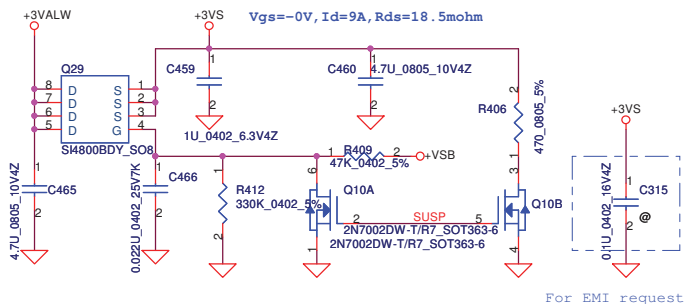 +3VALW
+3VS
Vgs=-0V,Id=9A,Rds=18.5mohm
Q29
8 D S 1
7 D S 2
6 D S 3
5 D G 4
SI4800BDY_SO8
C459
1
2
1U_0402_6.3V4Z
C460
1
2
4.7U_0805_10V4Z
R406
2
1
470_0805_5%
+3VS
C465
1
2
4.7U_0805_10V4Z
C466
1
2
0.022U_0402_25V7K
R412
1
2
330K_0402_5%
R409
1
2
47K_0402_5%
+VSB
Q10A
6
2
1
SUSP
Q10B
3
5
4
2N7002DW-T/R7_SOT363-6
2N7002DW-T/R7_SOT363-6
C315
1
2
@
0.1U_0402_16V4Z
For EMI request